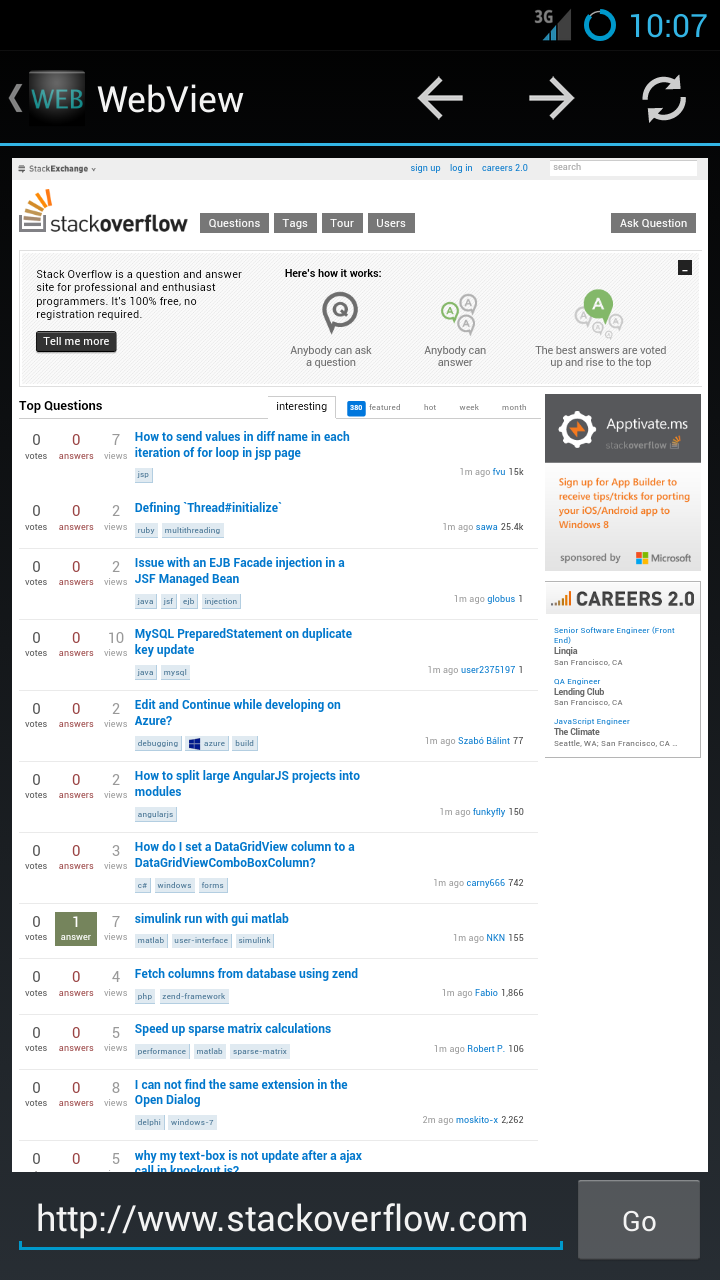 3G 10:07
WEB WebView
StackExchange sign up log in careers 2.0 search
stackoverflow Questions Tags Tour Users Ask Question
Stack Overflow is a question and answer
site for professional and enthusiast
programmers. It's 100% free, no
registration required.
Tell me more
Here's how it works:
Q
Anybody can ask
a question
A A A
Anybody can
answer
A A A A
The best answers are voted
up and rise to the top
Top Questions interesting 380 featured hot week month
0 votes 0 answers 7 views
How to send values in diff name in each
iteration of for loop in jsp page
jsp
1m ago fvu 15k
0 votes 0 answers 2 views
Defining `Thread#initialize`
ruby multithreading
1m ago sawa 25.4k
0 votes 0 answers 2 views
Issue with an EJB Facade injection in a
JSF Managed Bean
java jsf ejb injection
1m ago globus 1
0 votes 0 answers 10 views
MySQL PreparedStatement on duplicate
key update
java mysql
1m ago user2375197 1
0 votes 0 answers 2 views
Edit and Continue while developing on
Azure?
debugging azure build
1m ago Szabó Bálint 77
0 votes 0 answers 2 views
How to split large AngularJS projects into
modules
angularjs
1m ago funkyfly 150
0 votes 0 answers 3 views
How do I set a DataGridView column to a
DataGridViewComboBoxColumn?
c# windows forms
1m ago carny666 742
0 votes 1 answer 7 views
simulink run with gui matlab
matlab user-interface simulink
1m ago NKN 155
0 votes 0 answers 4 views
Fetch columns from database using zend
php zend-framework
1m ago Fabio 1,866
0 votes 0 answers 5 views
Speed up sparse matrix calculations
performance matlab sparse-matrix
1m ago Robert P. 106
0 votes 0 answers 8 views
I can not find the same extension in the
Open Dialog
delphi windows-7
2m ago moskito-x 2,262
0 0 5
why my text-box is not update after a ajax
call in knockout js?
Apptivate.ms
stackoverflow
Sign up for App Builder to
receive tips/tricks for porting
your iOS/Android app to
Windows 8
sponsored by Microsoft
CAREERS 2.0
Senior Software Engineer (Front
End)
Linqia
San Francisco, CA
QA Engineer
Lending Club
San Francisco, CA
JavaScript Engineer
The Climate
Seattle, WA; San Francisco, CA ...
http://www.stackoverflow.com Go